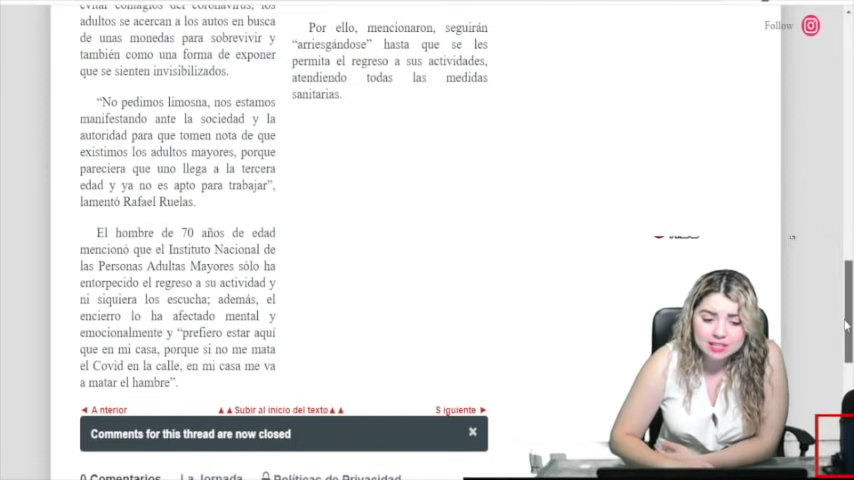 evitar contagios del coronavirus, los
adultos se acercan a los autos en busca
de unas monedas para sobrevivir y
también como una forma de exponer
que se sienten invisibilizados.
“No pedimos limosna, nos estamos
manifestando ante la sociedad y la
autoridad para que tomen nota de que
existimos los adultos mayores, porque
pareciera que uno llega a la tercera
edad y ya no es apto para trabajar”,
lamentó Rafael Ruelas.
El hombre de 70 años de edad
mencionó que el Instituto Nacional de
las Personas Adultas Mayores sólo ha
entorpecido el regreso a su actividad y
ni siquiera los escucha; además, el
encierro lo ha afectado mental y
emocionalmente y “prefiero estar aquí
que en mi casa, porque si no me mata
el Covid en la calle, en mi casa me va
a matar el hambre”.
Por ello, mencionaron, seguirán
“arriesgándose” hasta que se les
permita el regreso a sus actividades,
atendiendo todas las medidas
sanitarias.
Follow
◄ Anterior ▲▲Subir al inicio del texto▲▲ Siguiente ►
Comments for this thread are now closed ×
0 Comentarios La Jornada Políticas de Privacidad